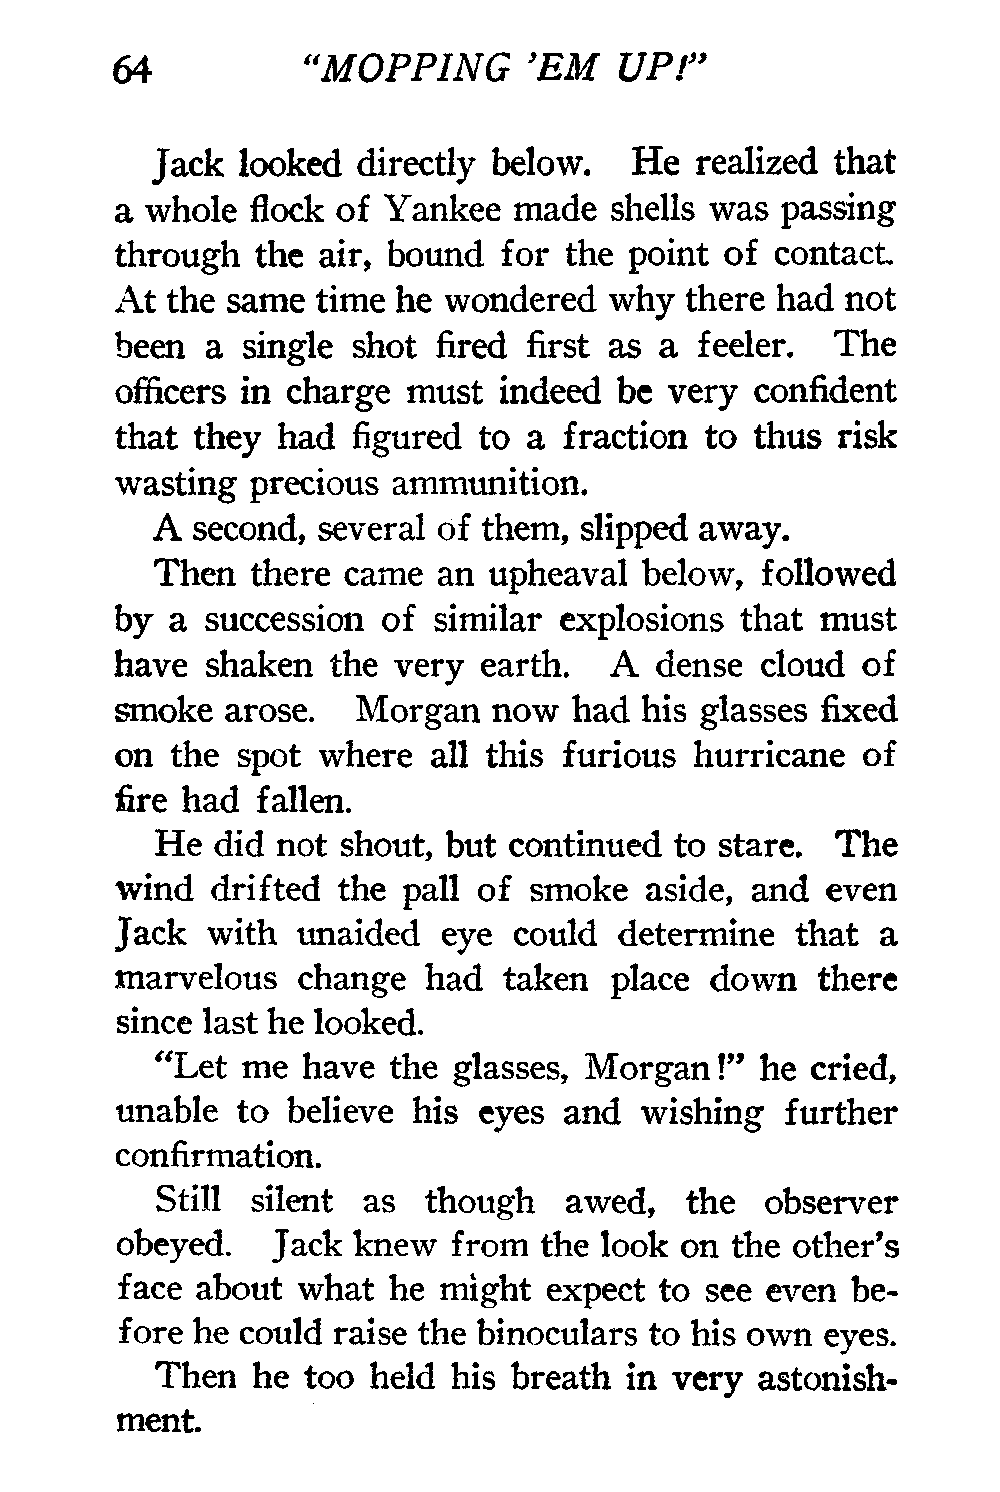 64 "MOPPING 'EM UP!"
Jack looked directly below. He realized that
a whole flock of Yankee made shells was passing
through the air, bound for the point of contact.
At the same time he wondered why there had not
been a single shot fired first as a feeler. The
officers in charge must indeed be very confident
that they had figured to a fraction to thus risk
wasting precious ammunition.
A second, several of them, slipped away.
Then there came an upheaval below, followed
by a succession of similar explosions that must
have shaken the very earth. A dense cloud of
smoke arose. Morgan now had his glasses fixed
on the spot where all this furious hurricane of
fire had fallen.
He did not shout, but continued to stare. The
wind drifted the pall of smoke aside, and even
Jack with unaided eye could determine that a
marvelous change had taken place down there
since last he looked.
"Let me have the glasses, Morgan!" he cried,
unable to believe his eyes and wishing further
confirmation.
Still silent as though awed, the observer
obeyed. Jack knew from the look on the other's
face about what he might expect to see even be-
fore he could raise the binoculars to his own eyes.
Then he too held his breath in very astonish-
ment.